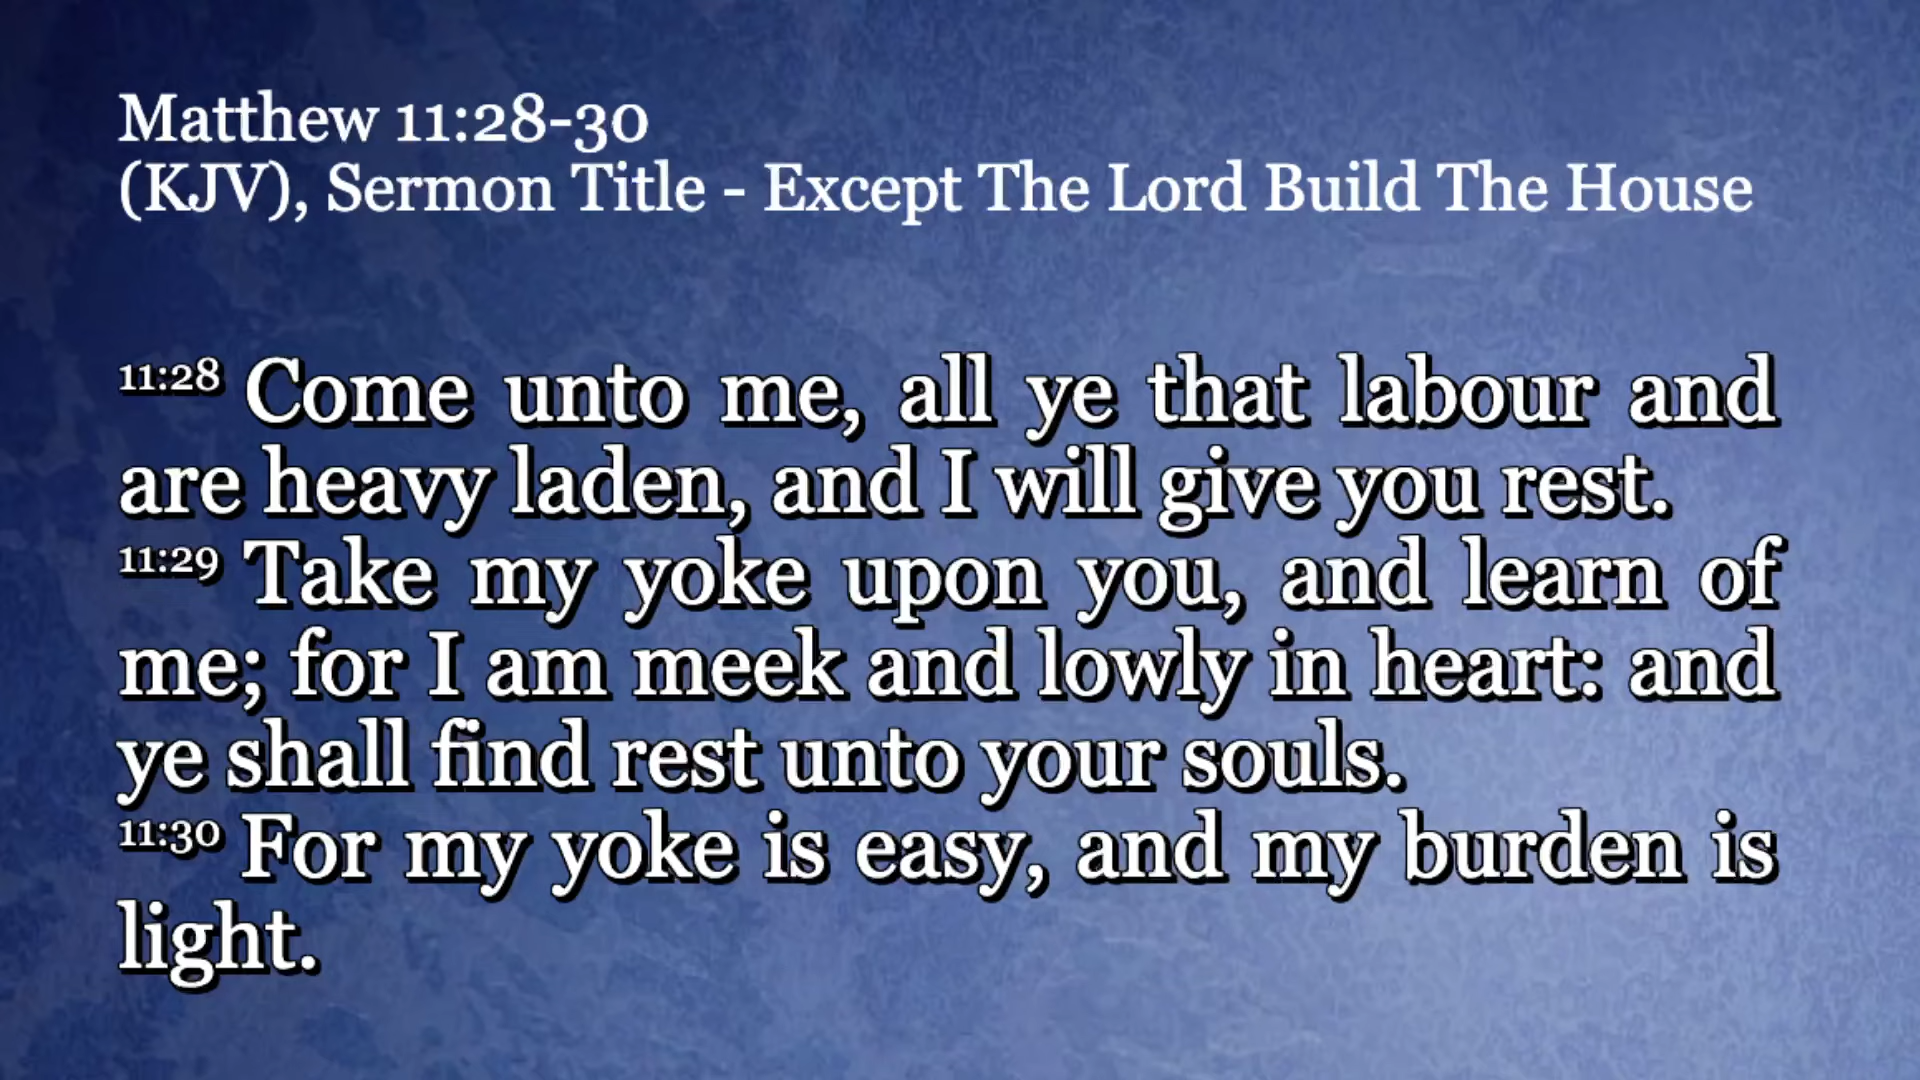 Matthew 11:28-30
(KJV), Sermon Title - Except The Lord Build The House
11:28 Come unto me, all ye that labour and
are heavy laden, and I will give you rest.
11:29 Take my yoke upon you, and learn of
me; for I am meek and lowly in heart: and
ye shall find rest unto your souls.
11:30 For my yoke is easy, and my burden is
light.